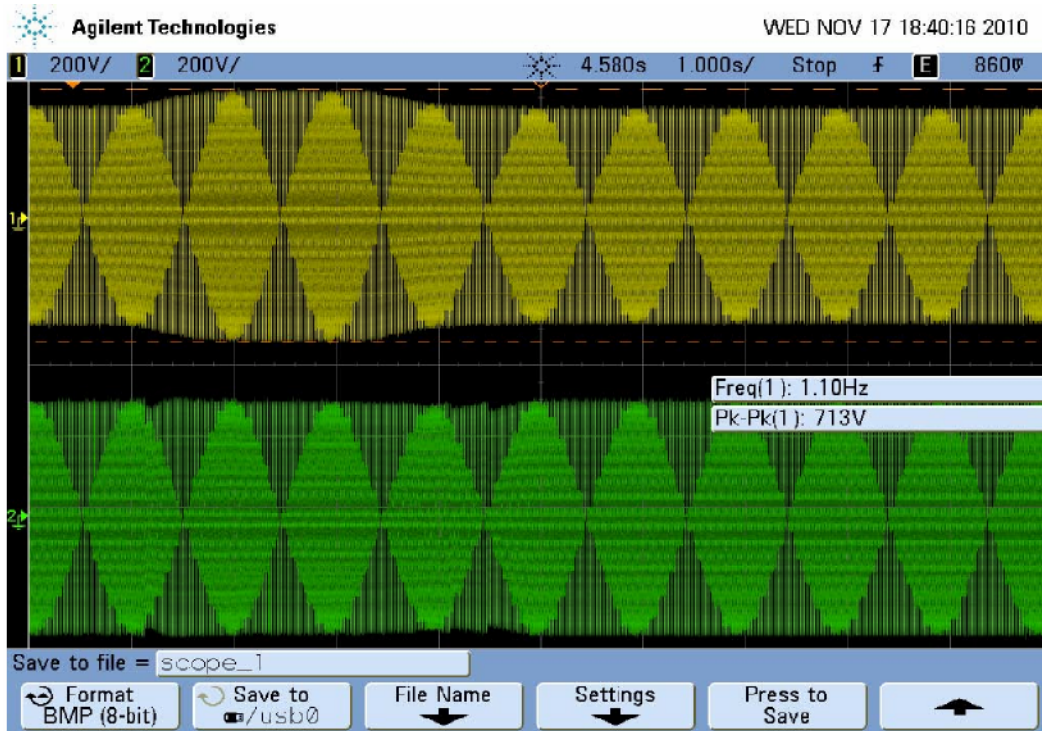 Agilent Technologies WED NOV 17 18:40:16 2010
1 200V/ 2 200V/ 4.580s 1.000s/ Stop E 860V
1
Freq(1): 1.10Hz
Pk-Pk(1): 713V
2
Save to file = scope_1
Format Save to File Name Settings Press to
BMP (8-bit) /usb0 Save